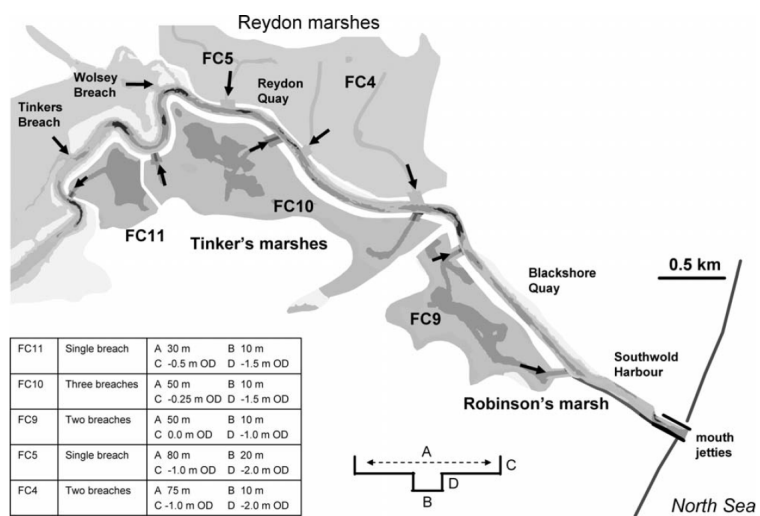 Reydon marshes
FC5
Wolsey
Breach
Reydon
Quay
FC4
Tinkers
Breach
FC10
FC11
Tinker's marshes
0.5 km
Blackshore
Quay
FC9
Southwold
Harbour
Robinson's marsh
mouth
jetties
North Sea
FC11 Single breach A 30 m B 10 m
C -0.5 m OD D -1.5 m OD
FC10 Three breaches A 50 m B 10 m
C -0.25 m OD D -1.5 m OD
FC9 Two breaches A 50 m B 10 m
C 0.0 m OD D -1.0 m OD
FC5 Single breach A 80 m B 20 m
C -1.0 m OD D -2.0 m OD
FC4 Two breaches A 75 m B 10 m
C -1.0 m OD D -2.0 m OD
A
C
D
B